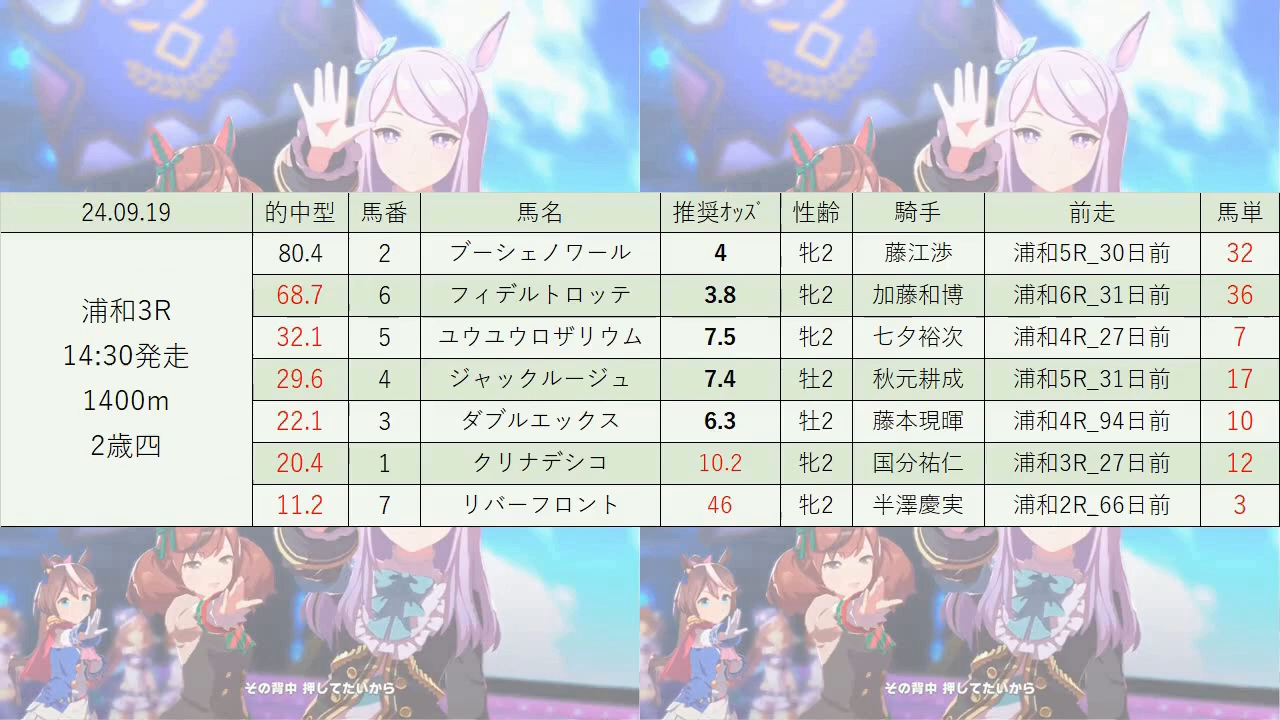 24.09.19 的中型 馬番 馬名 推奨ｵｯｽﾞ 性齢 騎手 前走 馬単
浦和3R
14:30発走
1400m
2歳四
80.4 2 ブーシェノワール 4 牝2 藤江渉 浦和5R_30日前 32
68.7 6 フィデルトロッテ 3.8 牝2 加藤和博 浦和6R_31日前 36
32.1 5 ユウユウロザリウム 7.5 牝2 七夕裕次 浦和4R_27日前 7
29.6 4 ジャックルージュ 7.4 牡2 秋元耕成 浦和5R_31日前 17
22.1 3 ダブルエックス 6.3 牡2 藤本現暉 浦和4R_94日前 10
20.4 1 クリナデシコ 10.2 牝2 国分祐仁 浦和3R_27日前 12
11.2 7 リバーフロント 46 牝2 半澤慶実 浦和2R_66日前 3
その背中 押してたいから
その背中 押してたいから